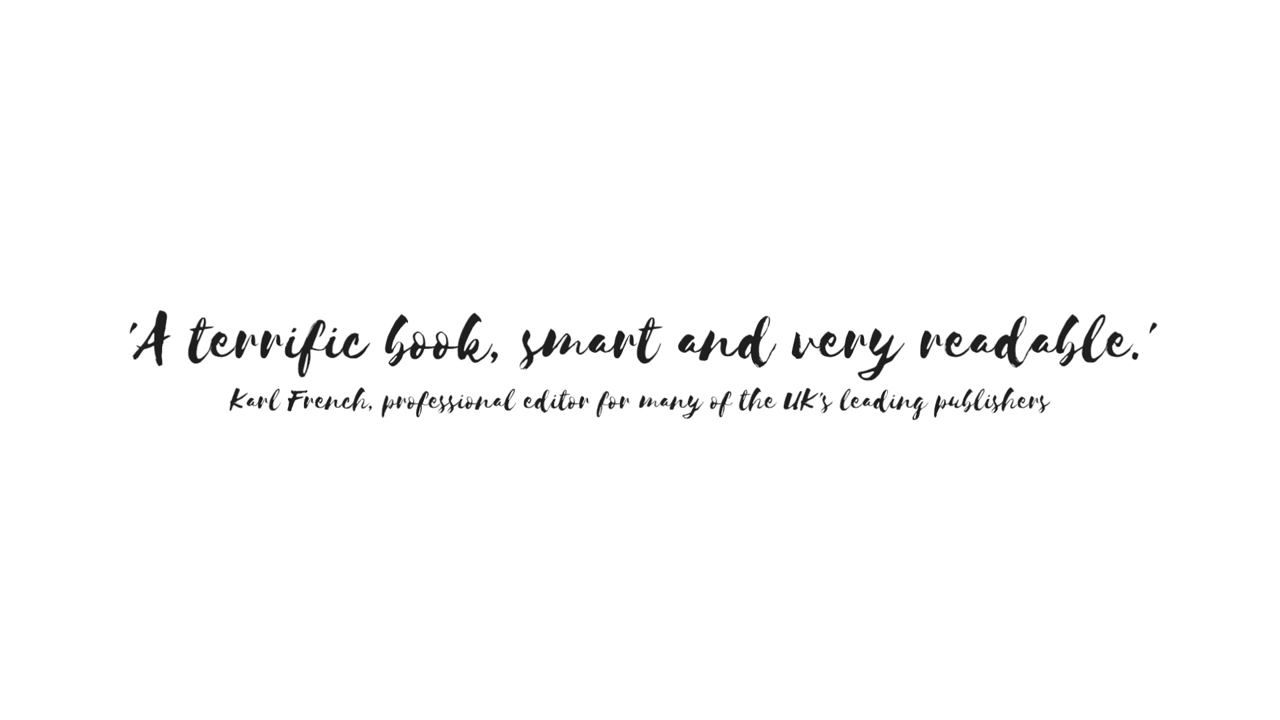 'A terrific book, smart and very readable.'
Karl French, professional editor for many of the UK's leading publishers